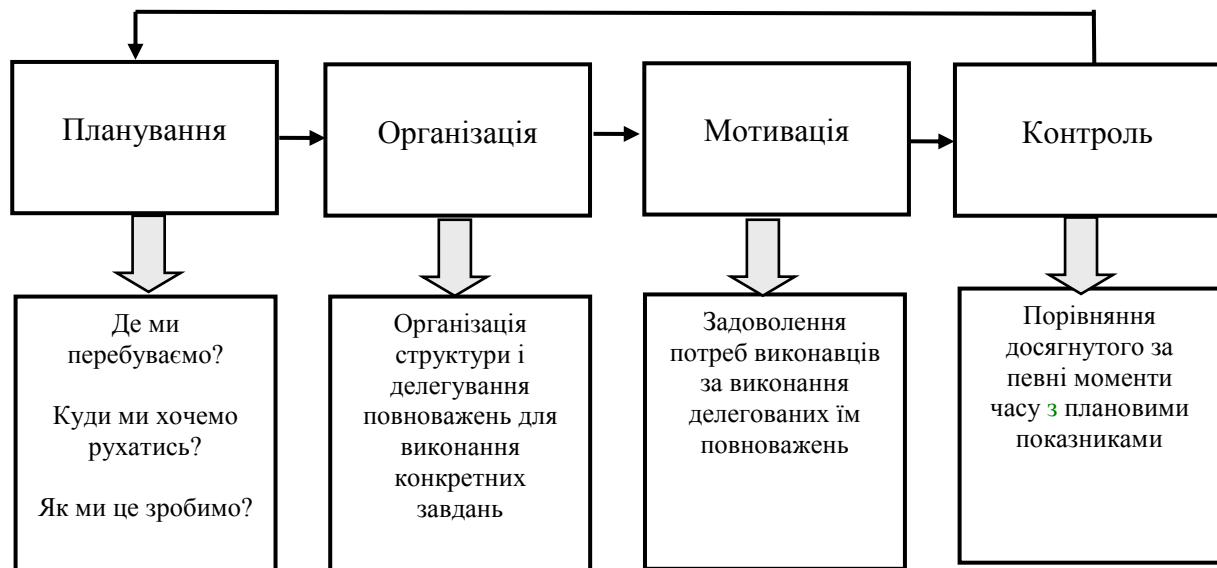 Планування
Організація
Мотивація
Контроль
Де ми
перебуваємо?
Куди ми хочемо
рухатись?
Як ми це зробимо?
Організація
структури і
делегування
повноважень для
виконання
конкретних
завдань
Задоволення
потреб виконавців
за виконання
делегованих їм
повноважень
Порівняння
досягнутого за
певні моменти
часу з плановими
показниками